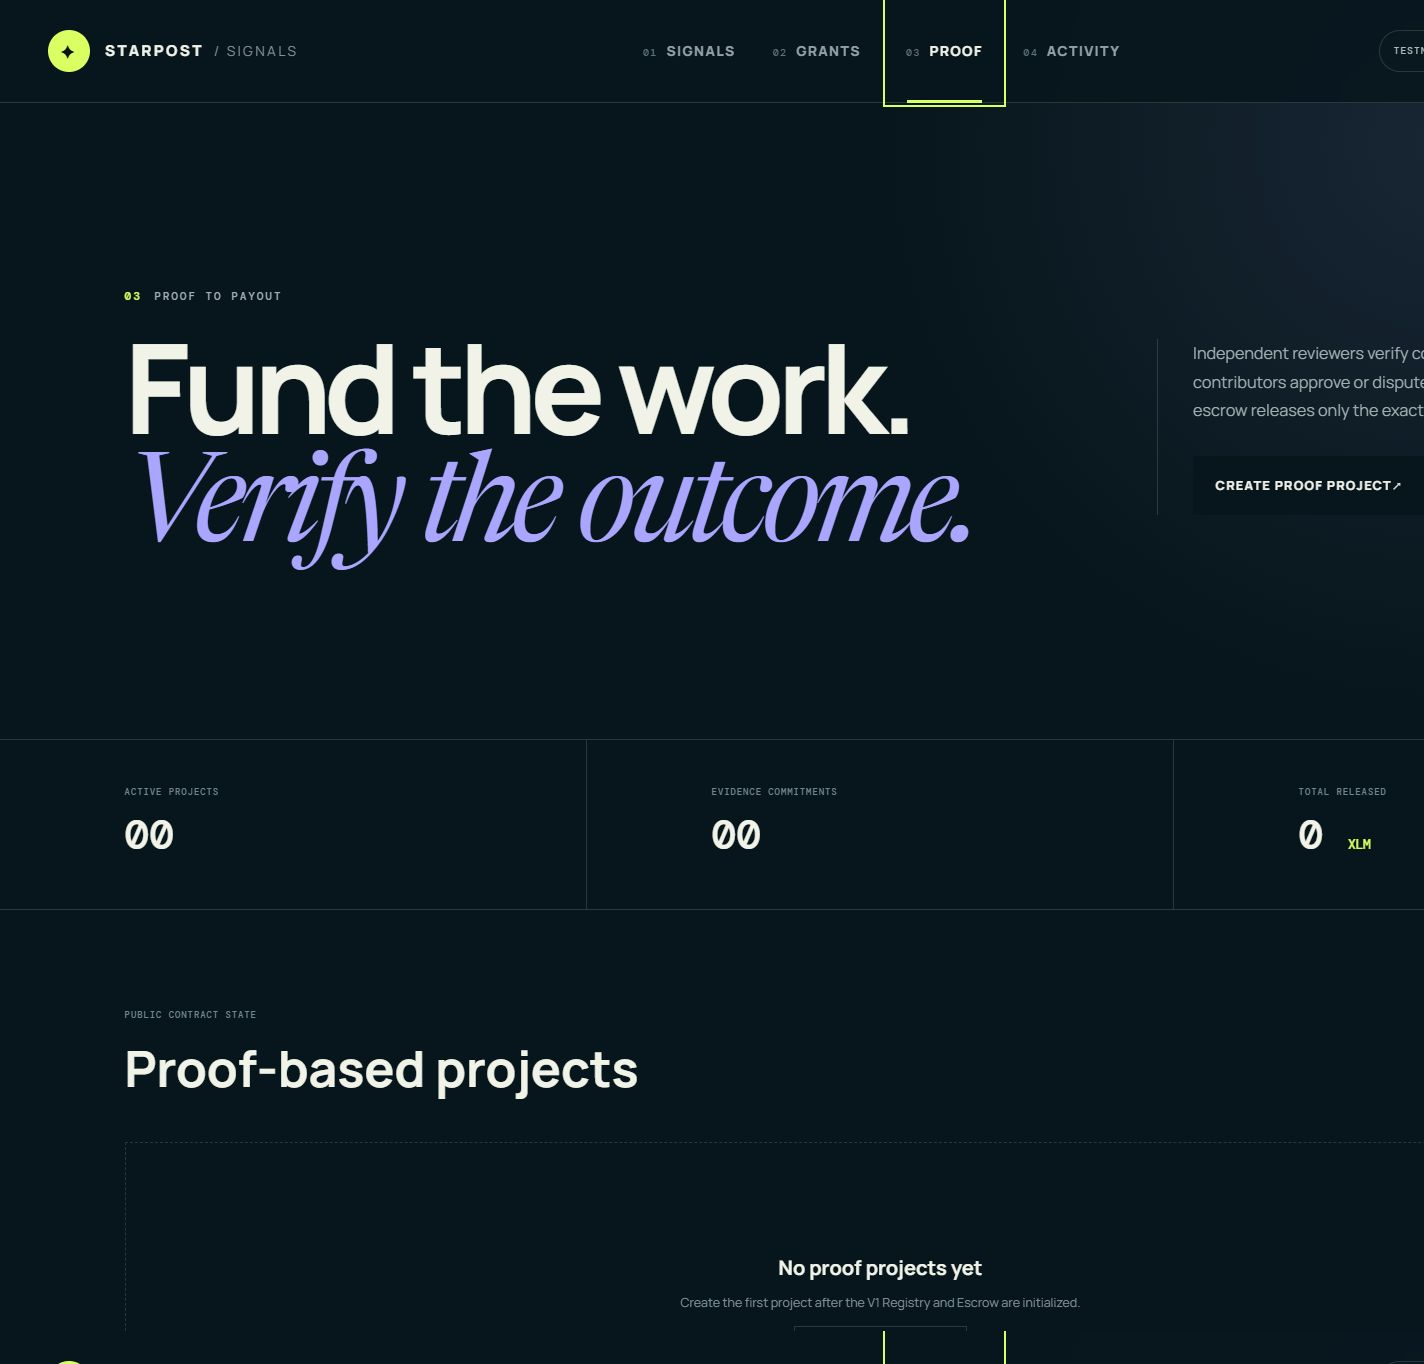 STARPOST / SIGNALS
01 SIGNALS
02 GRANTS
03 PROOF
04 ACTIVITY
03 PROOF TO PAYOUT
Fund the work.
Verify the outcome.
Independent reviewers verify
contributors approve or dispute
escrow releases only the exact
CREATE PROOF PROJECT↗
ACTIVE PROJECTS
00
EVIDENCE COMMITMENTS
00
TOTAL RELEASED
0 XLM
PUBLIC CONTRACT STATE
Proof-based projects
No proof projects yet
Create the first project after the V1 Registry and Escrow are initialized.